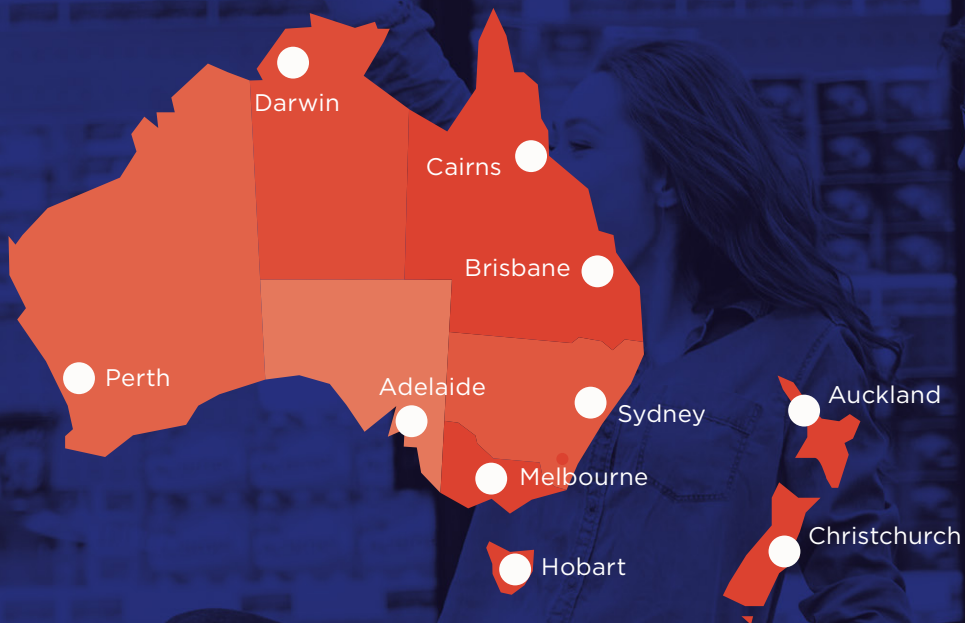 Darwin
Cairns
Brisbane
Perth
Adelaide
Auckland
Sydney
Melbourne
Christchurch
Hobart